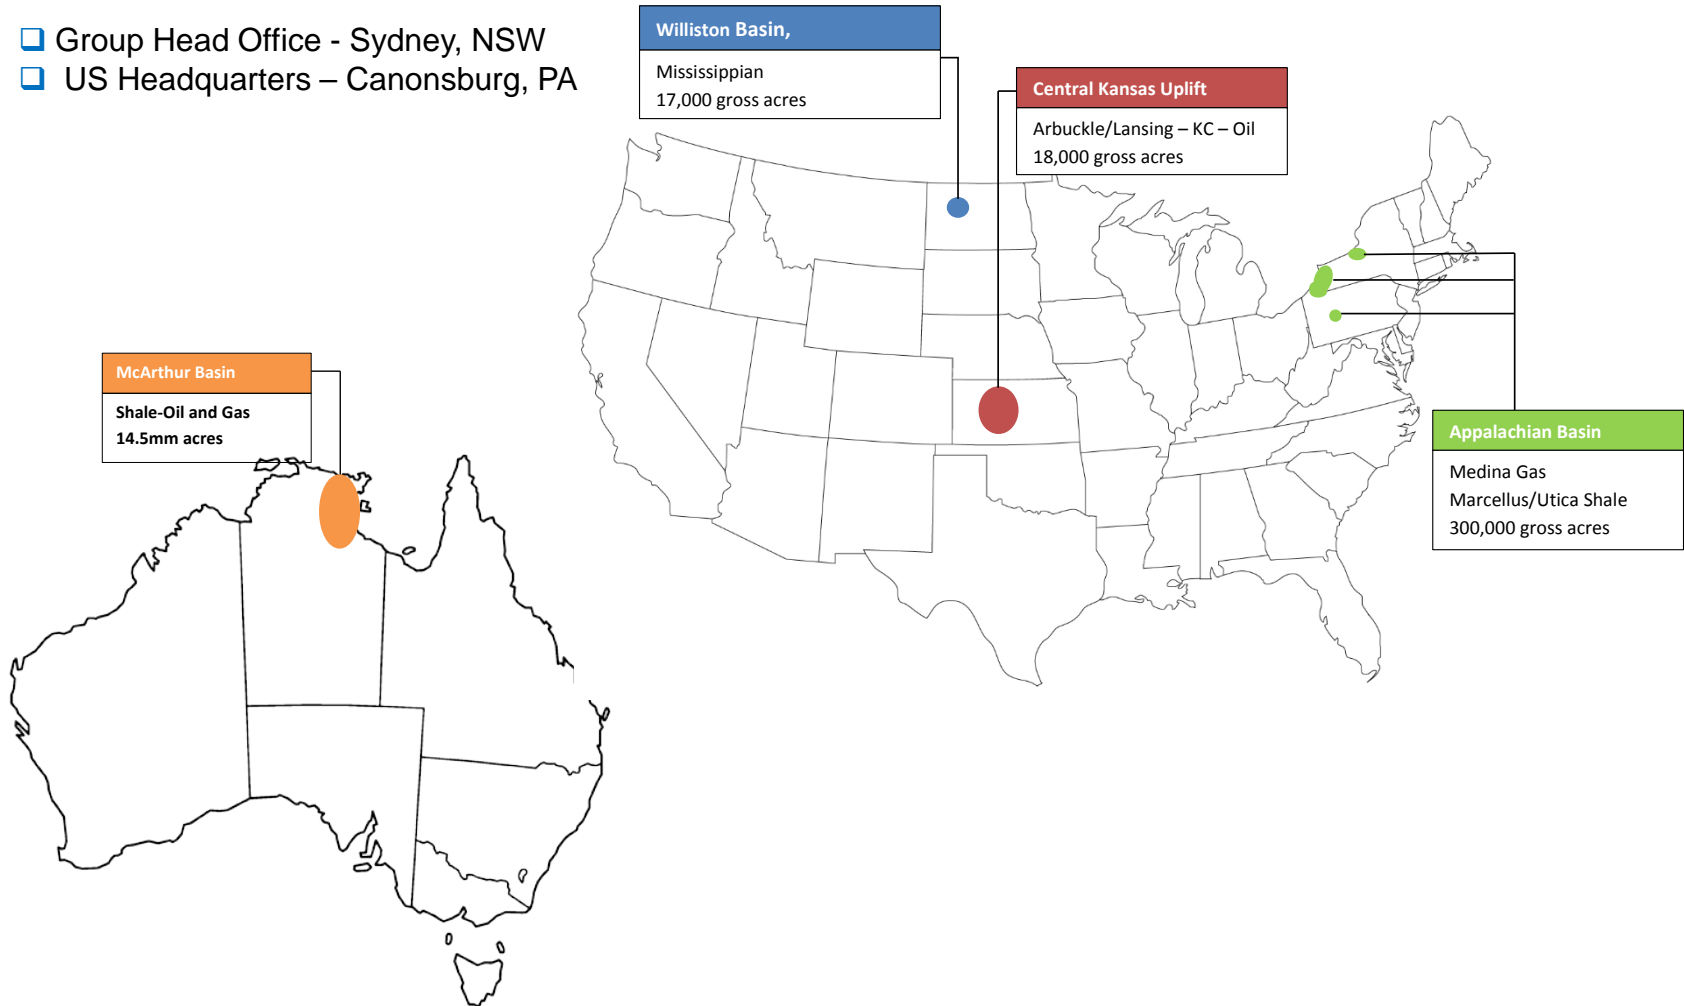 Group Head Office - Sydney, NSW
US Headquarters – Canonsburg, PA
Williston Basin,
Mississippian
17,000 gross acres
Central Kansas Uplift
Arbuckle/Lansing – KC – Oil
18,000 gross acres
McArthur Basin
Shale-Oil and Gas
14.5mm acres
Appalachian Basin
Medina Gas
Marcellus/Utica Shale
300,000 gross acres